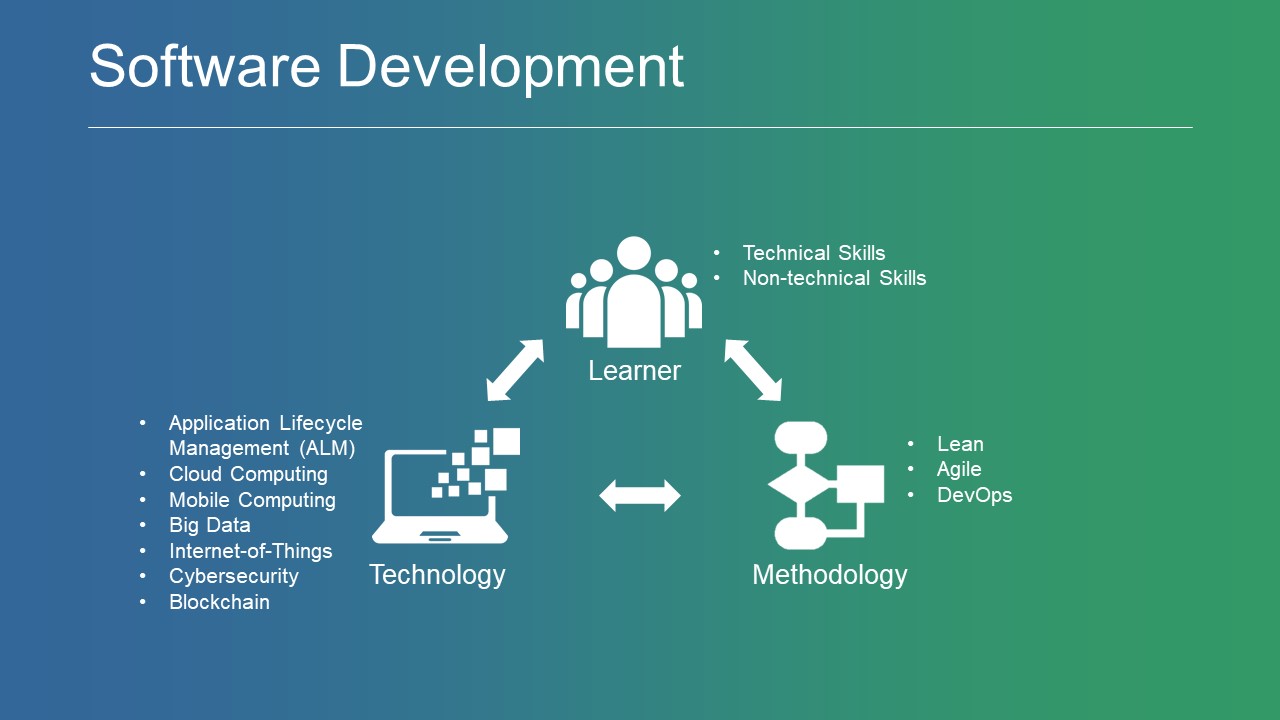 Software Development
• Technical Skills
• Non-technical Skills
Learner
• Application Lifecycle
Management (ALM)
• Cloud Computing
• Mobile Computing
• Big Data
• Internet-of-Things
• Cybersecurity
• Blockchain
Technology
• Lean
• Agile
• DevOps
Methodology